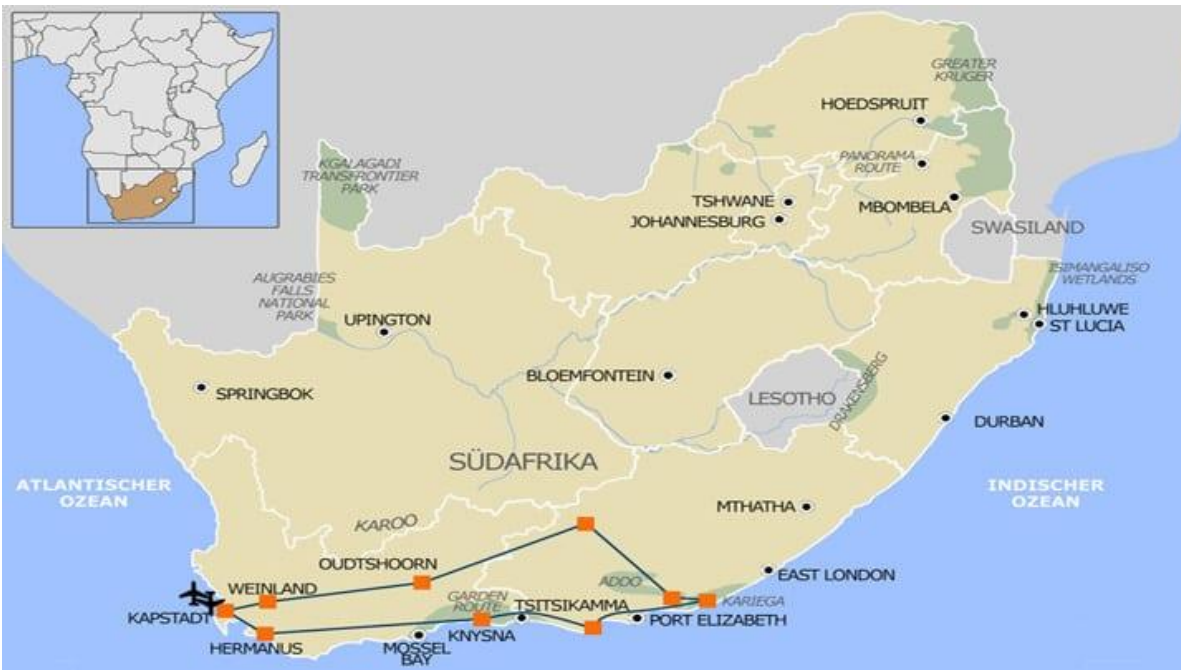 GREATER
KRUGER
HOEDSPRUIT
KGALAGADI
TRANSFRONTIER
PARK
PANORAMA
ROUTE
TSHWANE
MBOMBELA
JOHANNESBURG
SWASILAND
AUGRABIES
FALLS
NATIONAL
PARK
ISIMANGALISO
WETLANDS
UPINGTON
HLUHLUWE
ST LUCIA
BLOEMFONTEIN
SPRINGBOK
LESOTHO
DRAKENSBERG
DURBAN
SÜDAFRIKA
ATLANTISCHER
OZEAN
INDISCHER
OZEAN
MTHATHA
KAROO
OUDTSHOORN
EAST LONDON
WEINLAND
ADDO
GARDEN
ROUTE
TSITSIKAMMA
KARIEGA
KAPSTADT
PORT ELIZABETH
KNYSNA
HERMANUS
MOSSEL
BAY